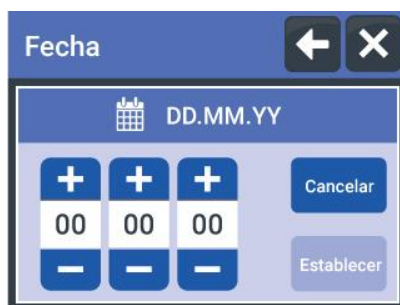 Fecha
DD.MM.YY
+ + +
Cancelar
00 00 00
− − −
Establecer